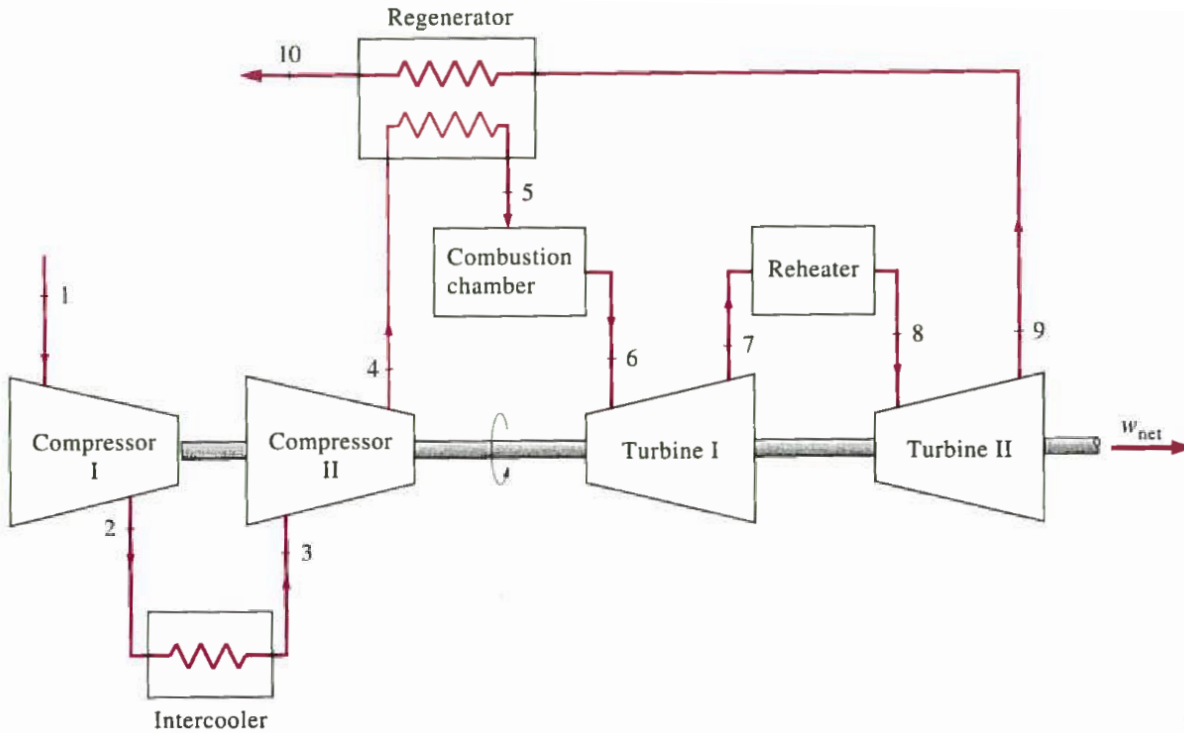 Regenerator
10
5
Combustion
chamber
Reheater
1
4
6
7
8
9
Compressor
I
Compressor
II
Turbine I
Turbine II
w_net
2
3
Intercooler